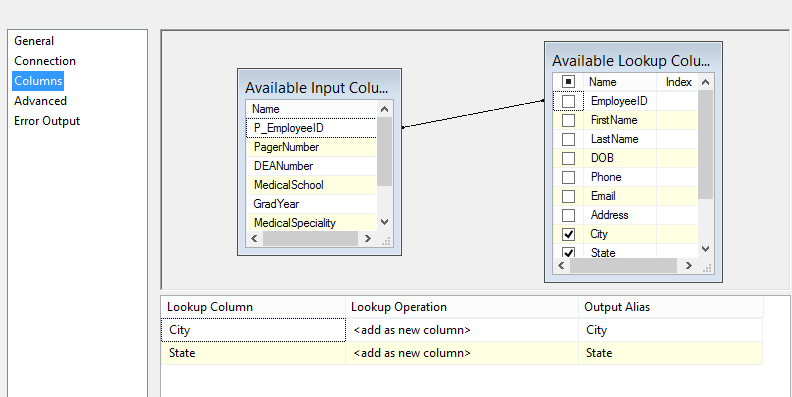 General
Connection
Columns
Advanced
Error Output
Available Input Colu...
Name
P_EmployeeID
PagerNumber
DEANumber
MedicalSchool
GradYear
MedicalSpeciality
Available Lookup Colu...
Name Index
EmployeeID
FirstName
LastName
DOB
Phone
Email
Address
City
State
Lookup Column Lookup Operation Output Alias
City <add as new column> City
State <add as new column> State